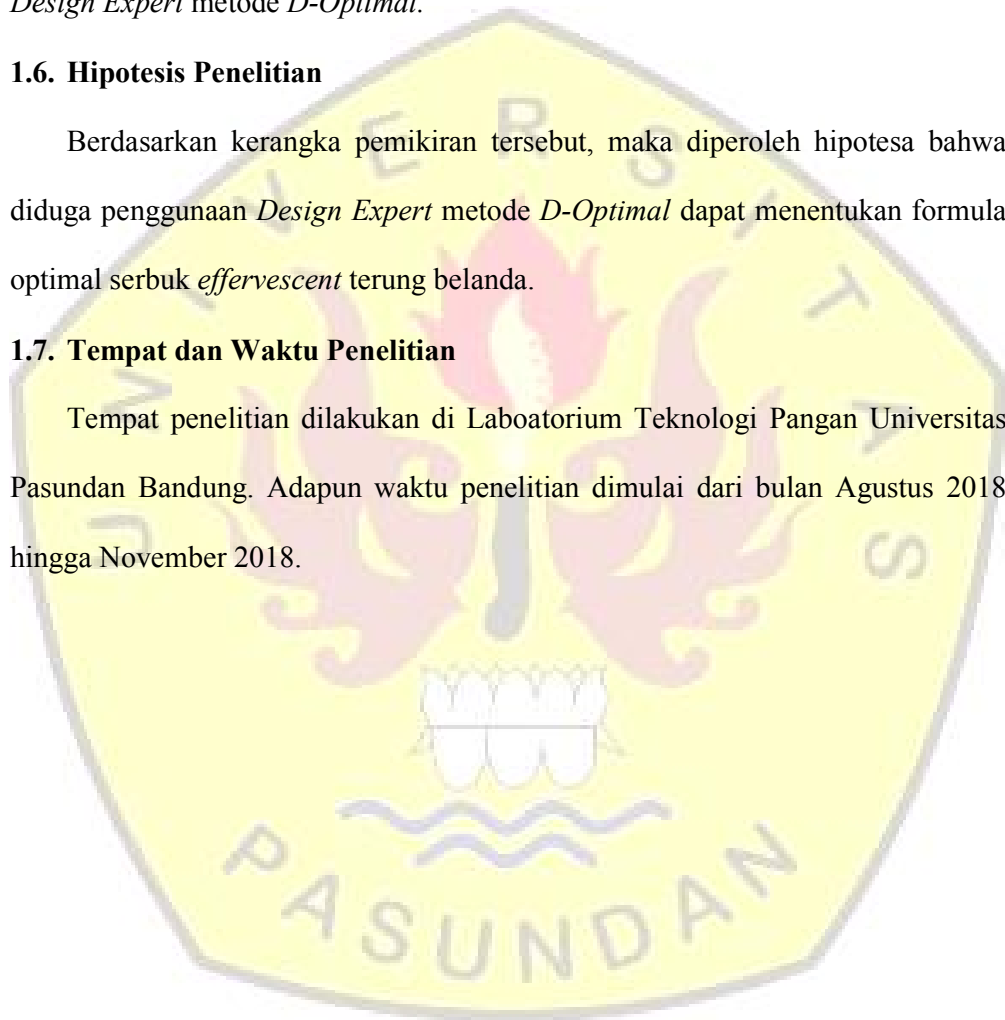 Design Expert metode D-Optimal.
1.6. Hipotesis Penelitian
Berdasarkan kerangka pemikiran tersebut, maka diperoleh hipotesa bahwa
diduga penggunaan Design Expert metode D-Optimal dapat menentukan formula
optimal serbuk effervescent terung belanda.
1.7. Tempat dan Waktu Penelitian
Tempat penelitian dilakukan di Laboatorium Teknologi Pangan Universitas
Pasundan Bandung. Adapun waktu penelitian dimulai dari bulan Agustus 2018
hingga November 2018.
UNIVERSITAS
PASUNDAN